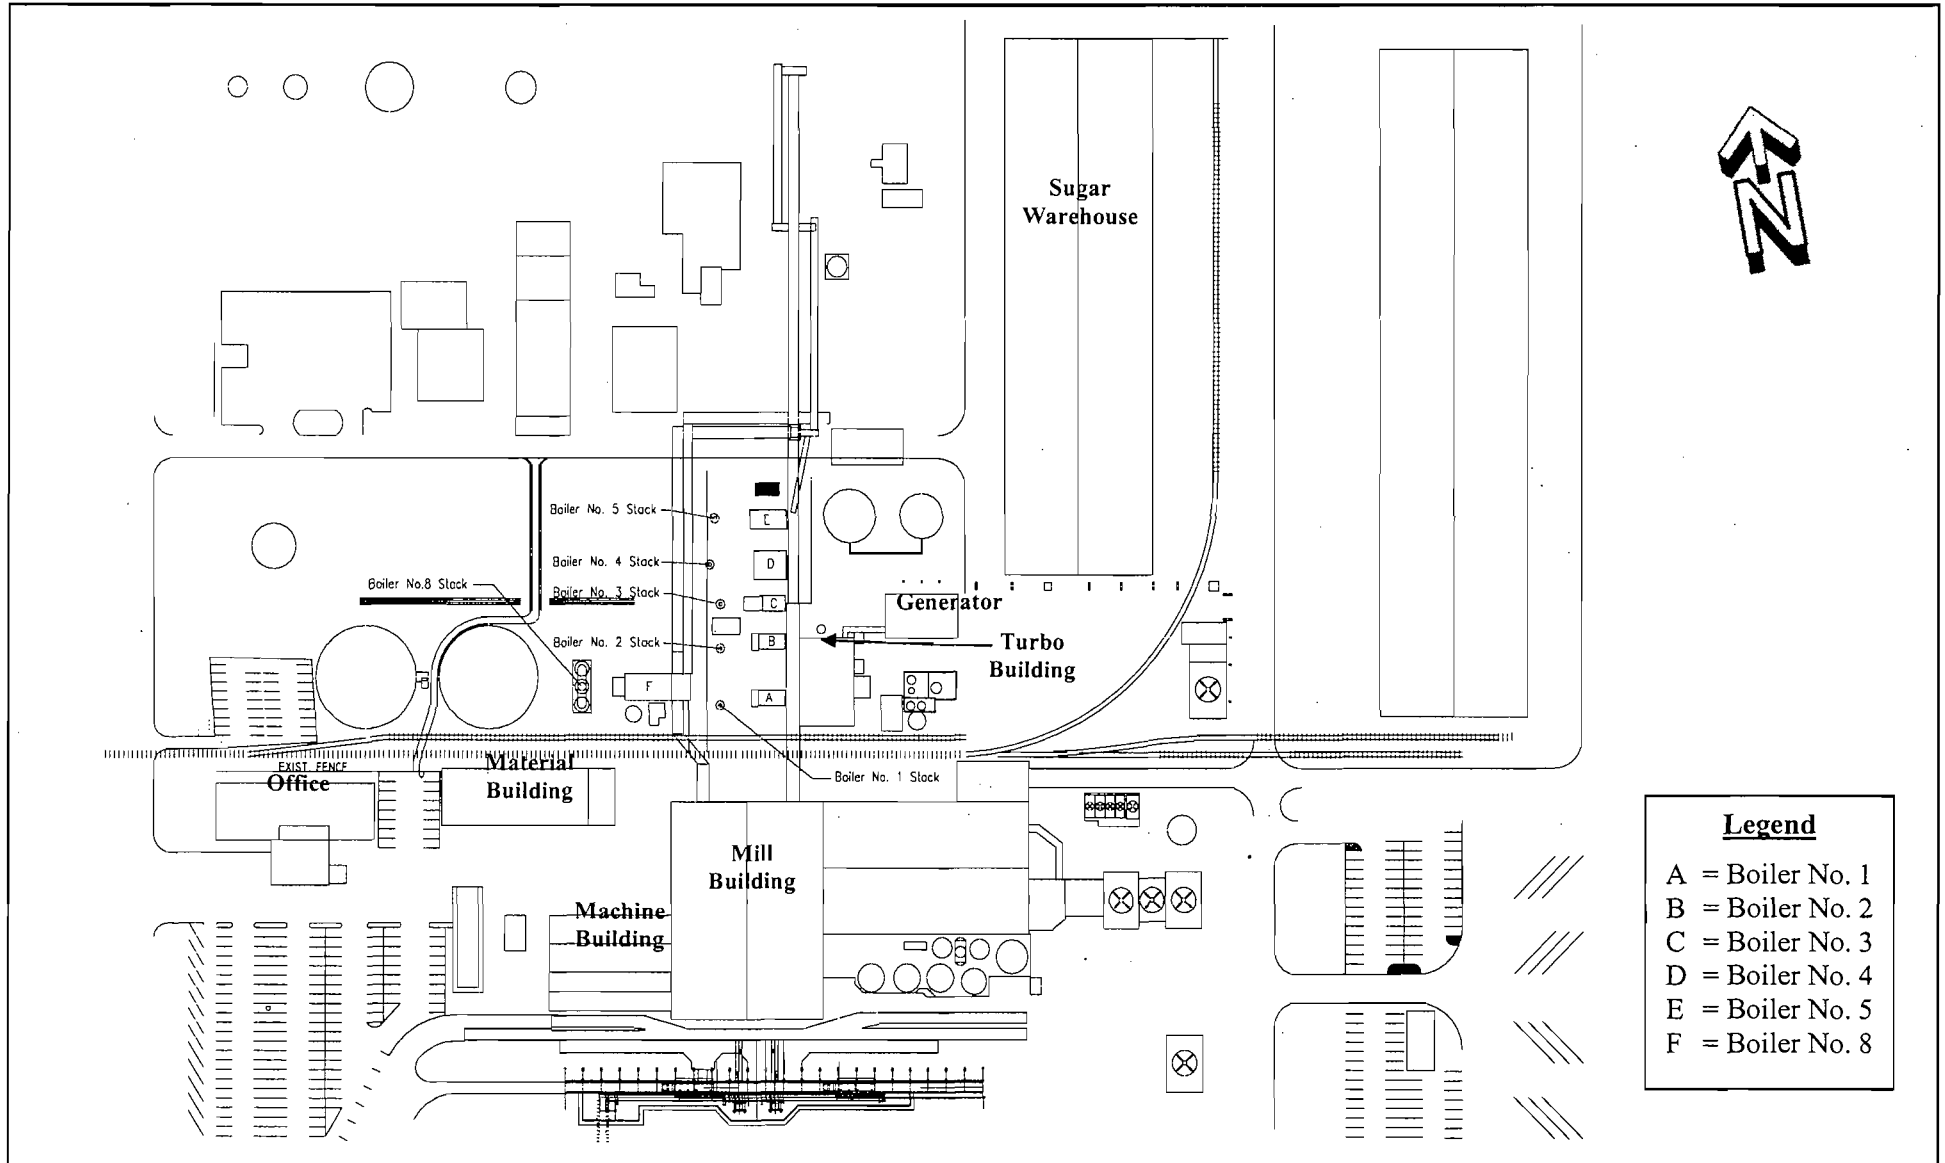 N
Sugar
Warehouse
Boiler No. 5 Stack
E
Boiler No. 4 Stack
D
Boiler No.8 Stack
Boiler No. 3 Stack
C
Generator
Boiler No. 2 Stack
B
Turbo
Building
F
A
EXIST. FENCE
Office
Material
Building
Boiler No. 1 Stack
Mill
Building
Machine
Building
Legend
A = Boiler No. 1
B = Boiler No. 2
C = Boiler No. 3
D = Boiler No. 4
E = Boiler No. 5
F = Boiler No. 8